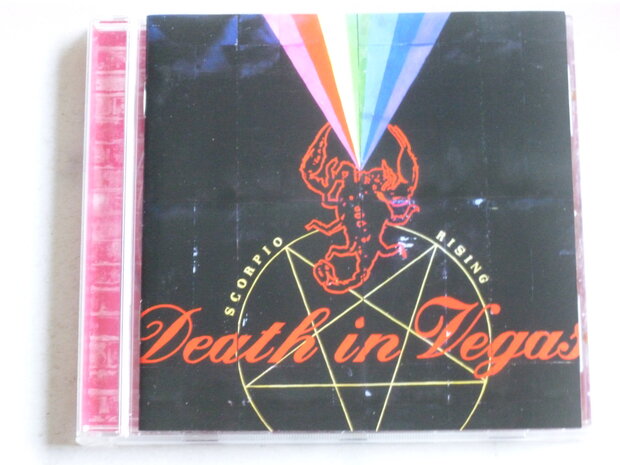 SCORPIO RISING
Death in Vegas